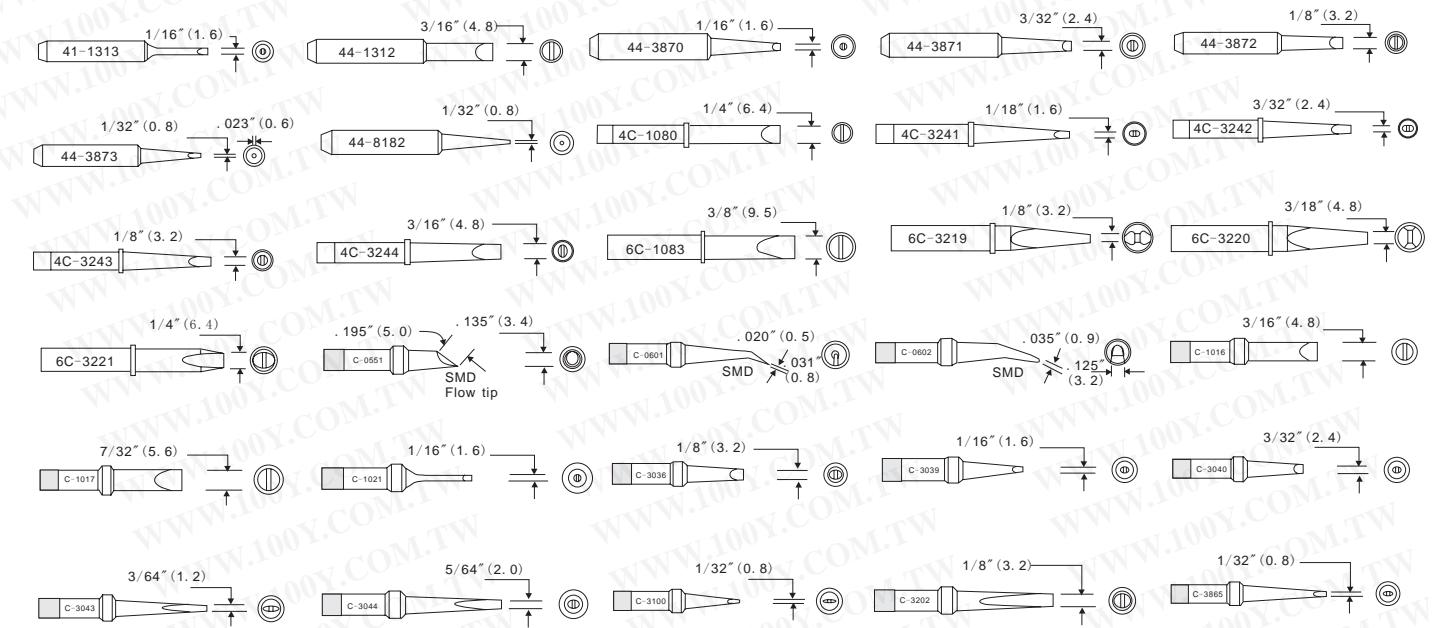 1/16″(1.6)
41-1313
3/16″(4.8)
44-1312
1/16″(1.6)
44-3870
3/32″(2.4)
44-3871
1/8″(3.2)
44-3872
1/32″(0.8)
.023″(0.6)
44-3873
1/32″(0.8)
44-8182
1/4″(6.4)
4C-1080
1/18″(1.6)
4C-3241
3/32″(2.4)
4C-3242
1/8″(3.2)
4C-3243
3/16″(4.8)
4C-3244
3/8″(9.5)
6C-1083
1/8″(3.2)
6C-3219
3/18″(4.8)
6C-3220
1/4″(6.4)
6C-3221
.195″(5.0)
.135″(3.4)
C-0551
SMD
Flow tip
.020″(0.5)
C-0601
SMD
.031″
(0.8)
.035″(0.9)
C-0602
SMD
.125″
(3.2)
3/16″(4.8)
C-1016
7/32″(5.6)
C-1017
1/16″(1.6)
C-1021
1/8″(3.2)
C-3036
1/16″(1.6)
C-3039
3/32″(2.4)
C-3040
3/64″(1.2)
C-3043
5/64″(2.0)
C-3044
1/32″(0.8)
C-3100
1/8″(3.2)
C-3202
1/32″(0.8)
C-3865
WWW.100Y.COM.TW